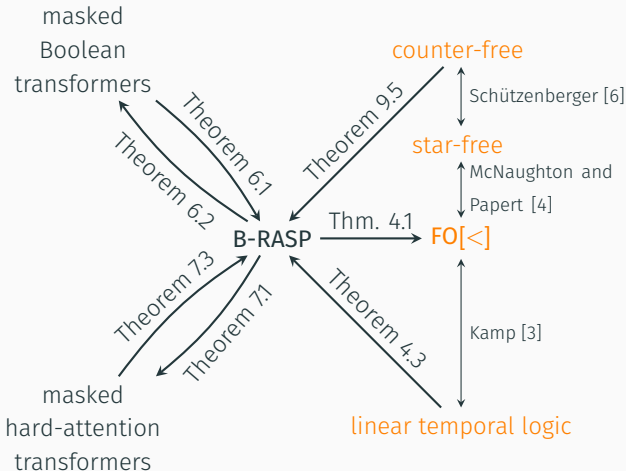 masked
Boolean
transformers
counter-free
Schützenberger [6]
Theorem 9.5
Theorem 6.1
star-free
Theorem 6.2
McNaughton and
Papert [4]
B-RASP
Thm. 4.1
FO[<]
Theorem 7.3
Theorem 7.1
Theorem 4.3
Kamp [3]
masked
hard-attention
transformers
linear temporal logic